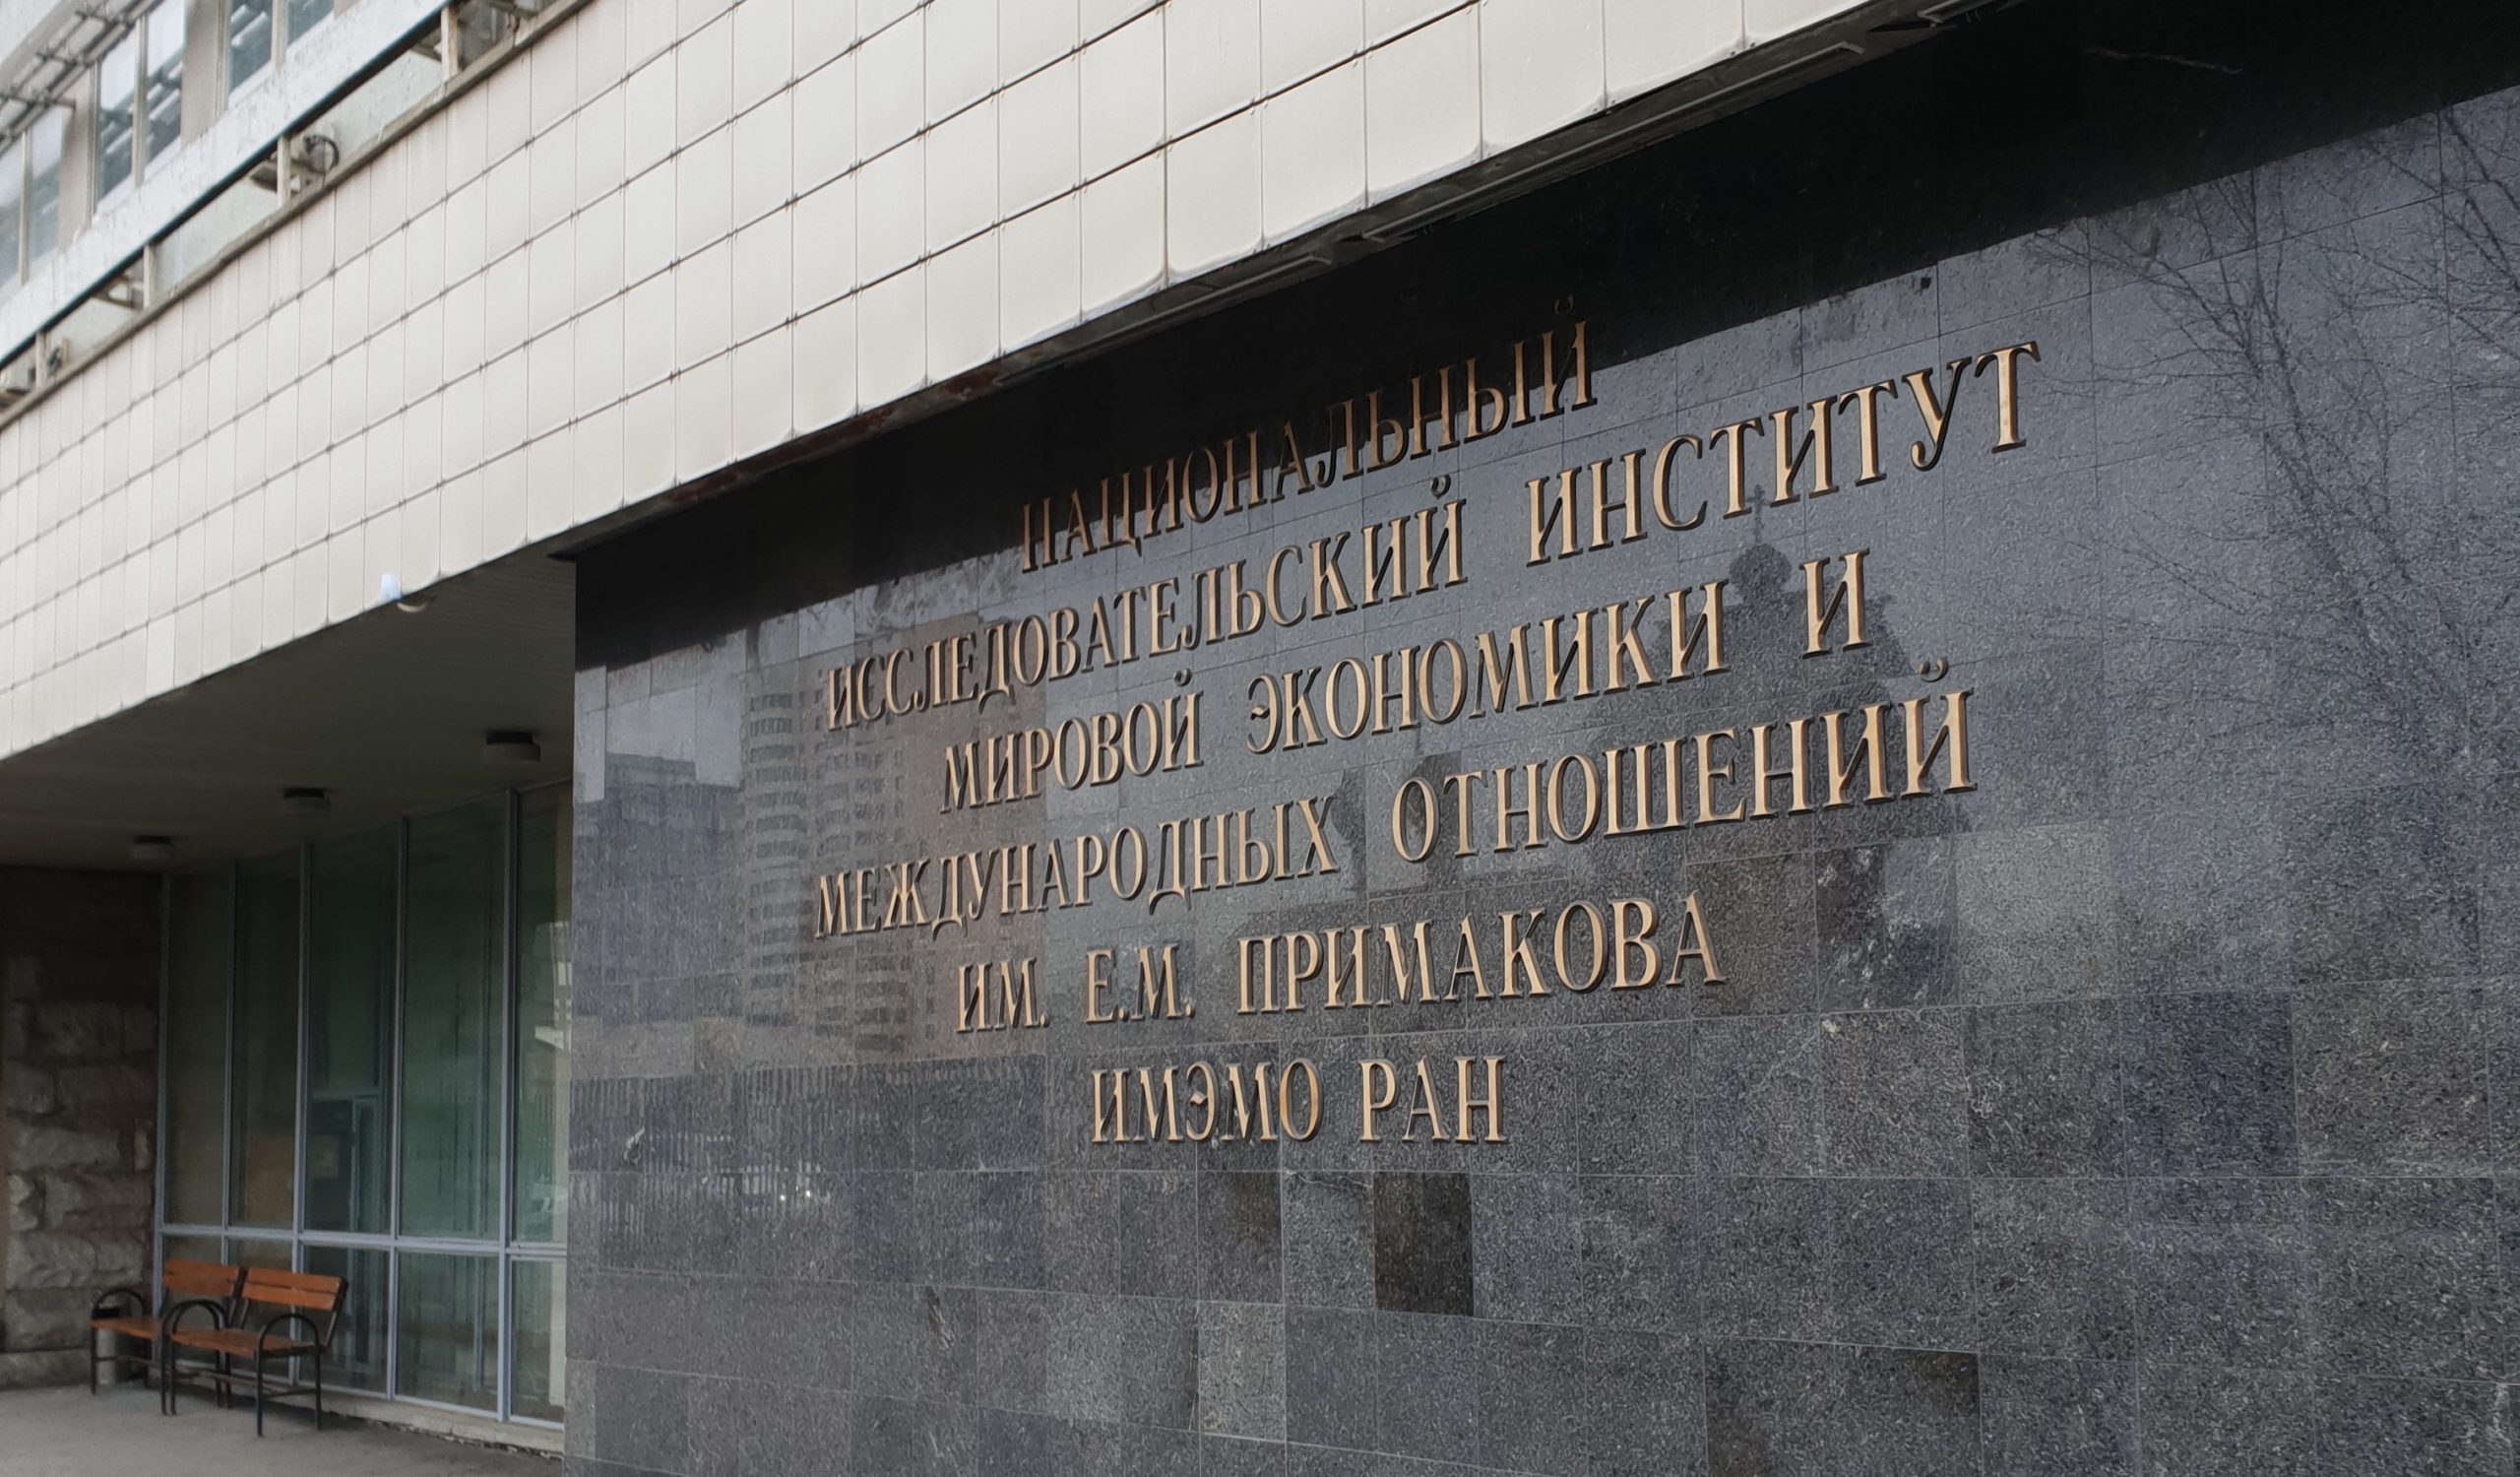 НАЦИОНАЛЬНЫЙ
ИССЛЕДОВАТЕЛЬСКИЙ ИНСТИТУТ
МИРОВОЙ ЭКОНОМИКИ И
МЕЖДУНАРОДНЫХ ОТНОШЕНИЙ
ИМ. Е.М. ПРИМАКОВА
ИМЭМО РАН